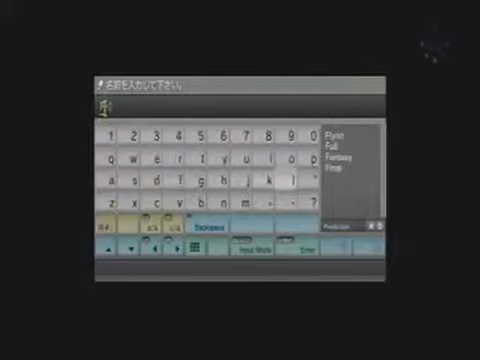 名前を入力して下さい。
1 2 3 4 5 6 7 8 9 0
q w e r t y u i o p
a s d f g h j k l "
z x c v b n m - - ?
Flynn
Full
Fantasy
Final
Prediction
Backspace
Input Mode
Enter